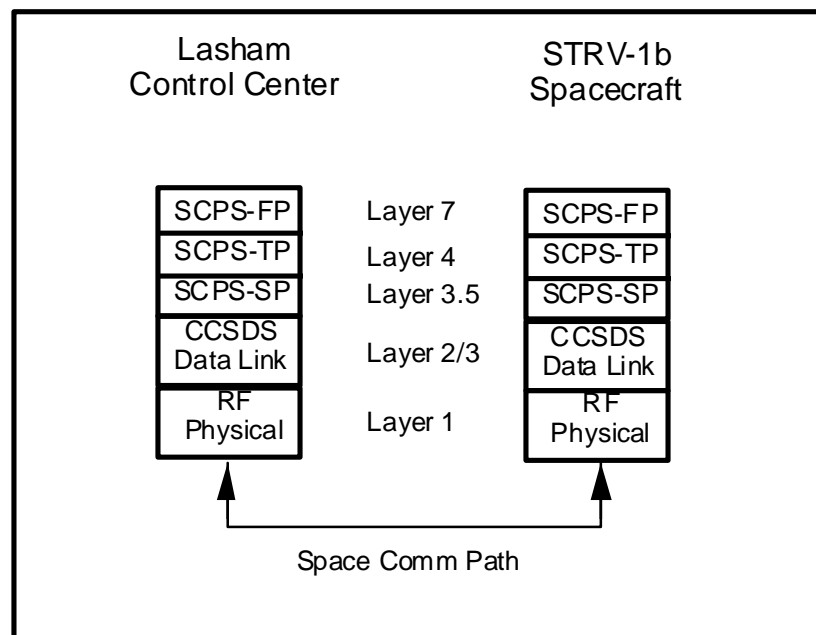 Lasham
Control Center
STRV-1b
Spacecraft
SCPS-FP
Layer 7
SCPS-FP
SCPS-TP
Layer 4
SCPS-TP
SCPS-SP
Layer 3.5
SCPS-SP
CCSDS
Data Link
Layer 2/3
CCSDS
Data Link
RF
Physical
Layer 1
RF
Physical
Space Comm Path